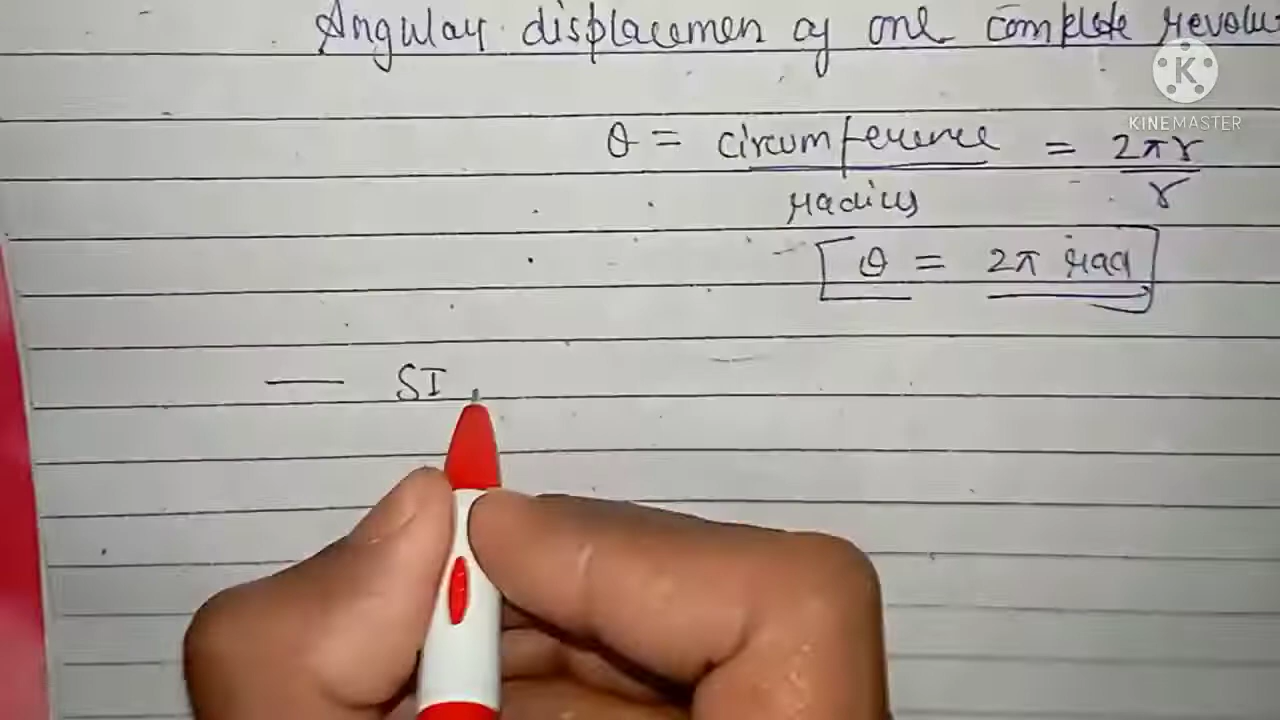 Angular displacemen of one complete revolu
K
KINEMASTER
θ = circumference = 2πr
radius r
θ = 2π rad
— SI